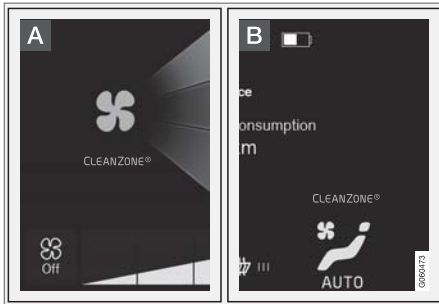 A
CLEANZONE®
Off
B
ce
onsumption
m
CLEANZONE®
AUTO
G060473